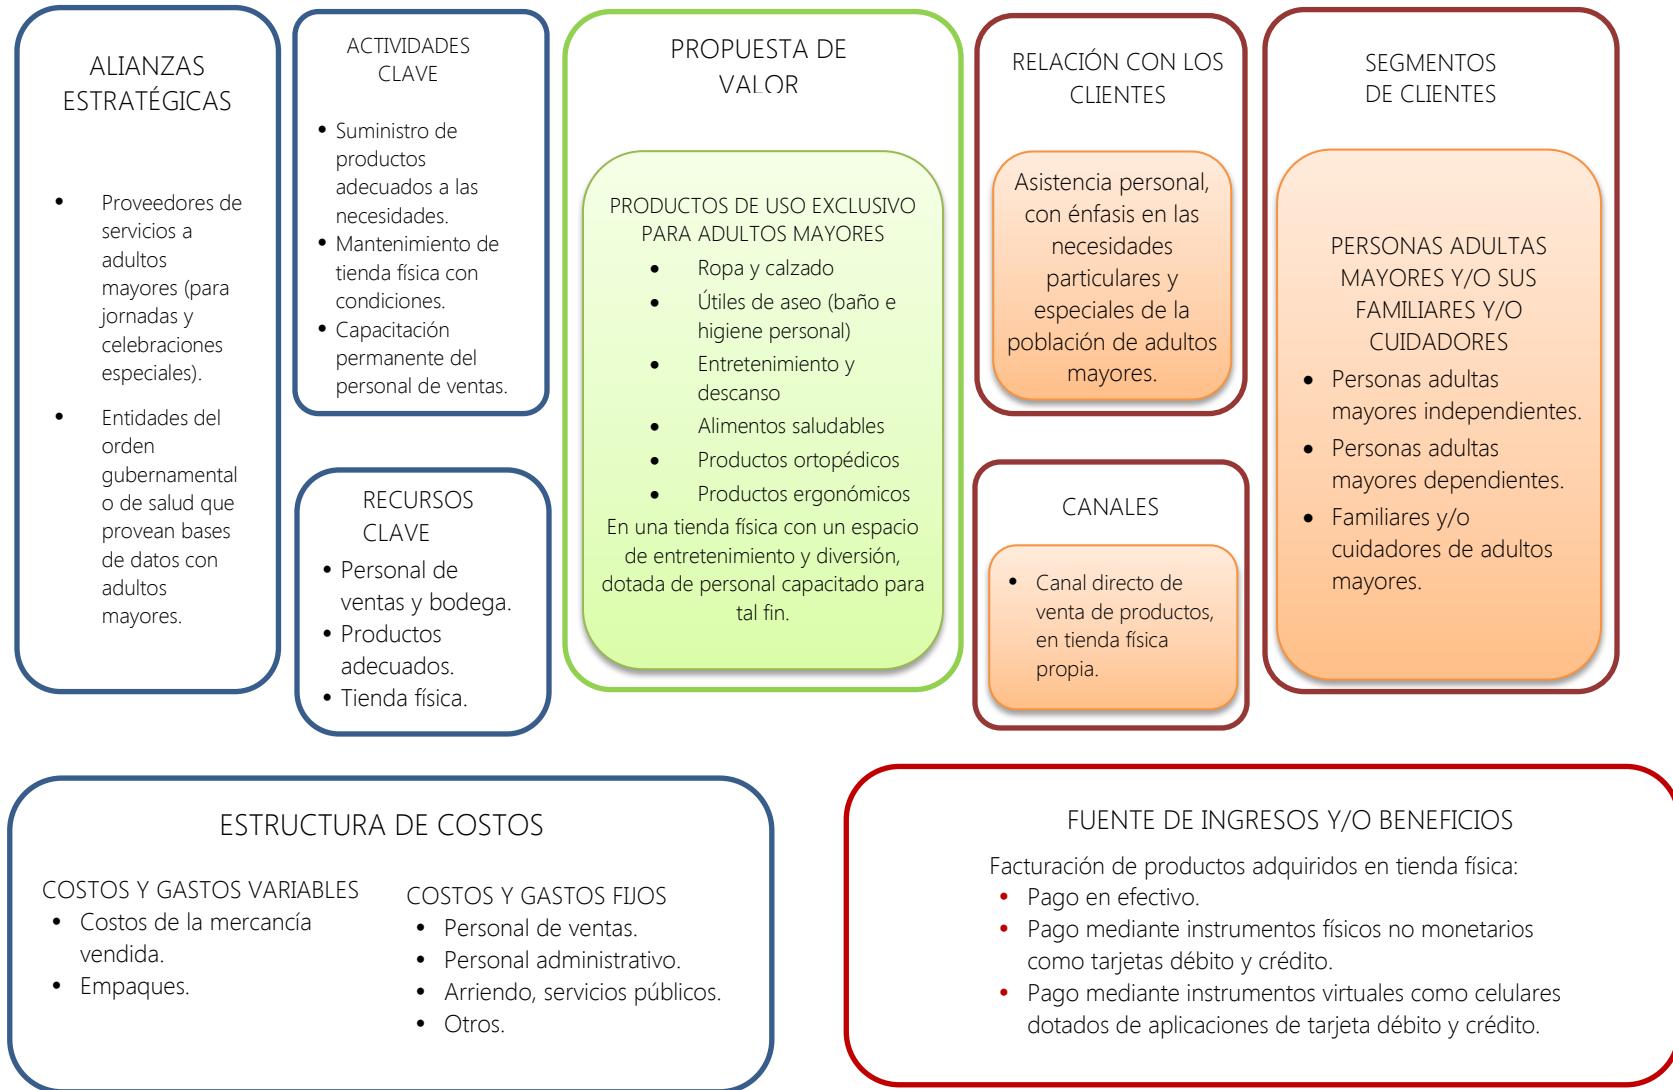 ALIANZAS
ESTRATÉGICAS
• Proveedores de
servicios a
adultos
mayores (para
jornadas y
celebraciones
especiales).
• Entidades del
orden
gubernamental
o de salud que
provean bases
de datos con
adultos
mayores.
ACTIVIDADES
CLAVE
• Suministro de
productos
adecuados a las
necesidades.
• Mantenimiento de
tienda física con
condiciones.
• Capacitación
permanente del
personal de ventas.
RECURSOS
CLAVE
• Personal de
ventas y bodega.
• Productos
adecuados.
• Tienda física.
PROPUESTA DE
VALOR
PRODUCTOS DE USO EXCLUSIVO
PARA ADULTOS MAYORES
• Ropa y calzado
• Útiles de aseo (baño e
higiene personal)
• Entretenimiento y
descanso
• Alimentos saludables
• Productos ortopédicos
• Productos ergonómicos
En una tienda física con un espacio
de entretenimiento y diversión,
dotada de personal capacitado para
tal fin.
RELACIÓN CON LOS
CLIENTES
Asistencia personal,
con énfasis en las
necesidades
particulares y
especiales de la
población de adultos
mayores.
CANALES
• Canal directo de
venta de productos,
en tienda física
propia.
SEGMENTOS
DE CLIENTES
PERSONAS ADULTAS
MAYORES Y/O SUS
FAMILIARES Y/O
CUIDADORES
• Personas adultas
mayores independientes.
• Personas adultas
mayores dependientes.
• Familiares y/o
cuidadores de adultos
mayores.
ESTRUCTURA DE COSTOS
COSTOS Y GASTOS VARIABLES
• Costos de la mercancía
vendida.
• Empaques.
COSTOS Y GASTOS FIJOS
• Personal de ventas.
• Personal administrativo.
• Arriendo, servicios públicos.
• Otros.
FUENTE DE INGRESOS Y/O BENEFICIOS
Facturación de productos adquiridos en tienda física:
• Pago en efectivo.
• Pago mediante instrumentos físicos no monetarios
como tarjetas débito y crédito.
• Pago mediante instrumentos virtuales como celulares
dotados de aplicaciones de tarjeta débito y crédito.